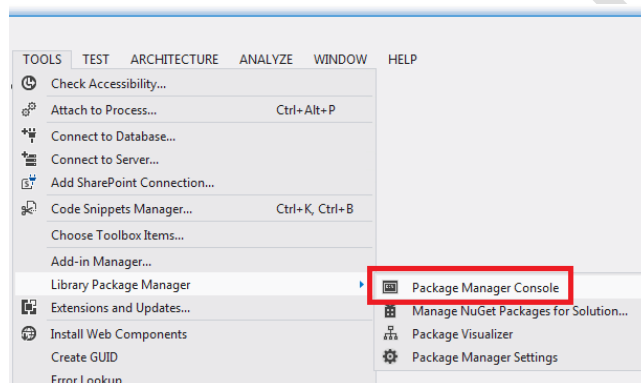 TOOLS TEST ARCHITECTURE ANALYZE WINDOW HELP
Check Accessibility...
Attach to Process... Ctrl+Alt+P
Connect to Database...
Connect to Server...
Add SharePoint Connection...
Code Snippets Manager... Ctrl+K, Ctrl+B
Choose Toolbox Items...
Add-in Manager...
Library Package Manager
Package Manager Console
Extensions and Updates...
Manage NuGet Packages for Solution...
Install Web Components
Package Visualizer
Create GUID
Package Manager Settings
Error Lookup